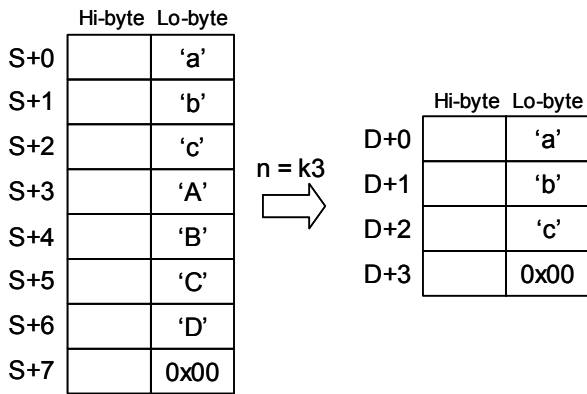 Hi-byte Lo-byte
S+0 ‘a’
S+1 ‘b’
S+2 ‘c’
S+3 ‘A’
S+4 ‘B’
S+5 ‘C’
S+6 ‘D’
S+7 0x00
n = k3
Hi-byte Lo-byte
D+0 ‘a’
D+1 ‘b’
D+2 ‘c’
D+3 0x00